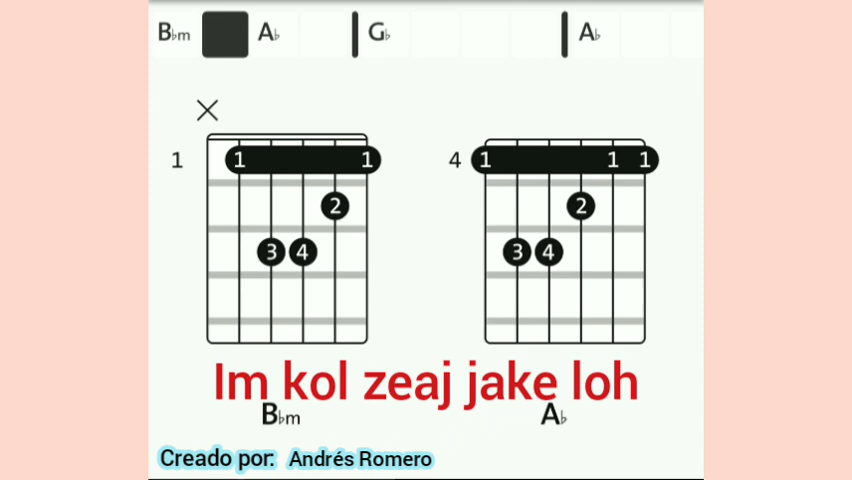 B♭m A♭ G♭ A♭
×
1 1 1 4 1 1 1
2 2
3 4 3 4
Im kol zeaj jake loh
B♭m A♭
Creado por: Andrés Romero